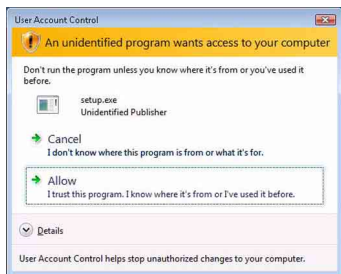 User Account Control
An unidentified program wants access to your computer
Don't run the program unless you know where it's from or you've used it
before.
setup.exe
Unidentified Publisher
Cancel
I don't know where this program is from or what it's for.
Allow
I trust this program. I know where it's from or I've used it before.
Details
User Account Control helps stop unauthorized changes to your computer.